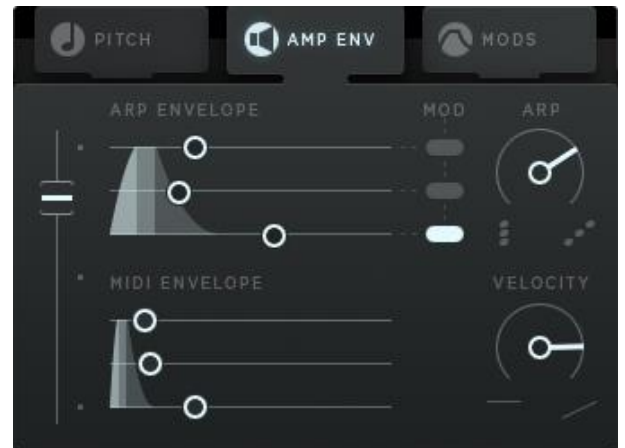 PITCH
AMP ENV
MODS
ARP ENVELOPE
MOD
ARP
MIDI ENVELOPE
VELOCITY